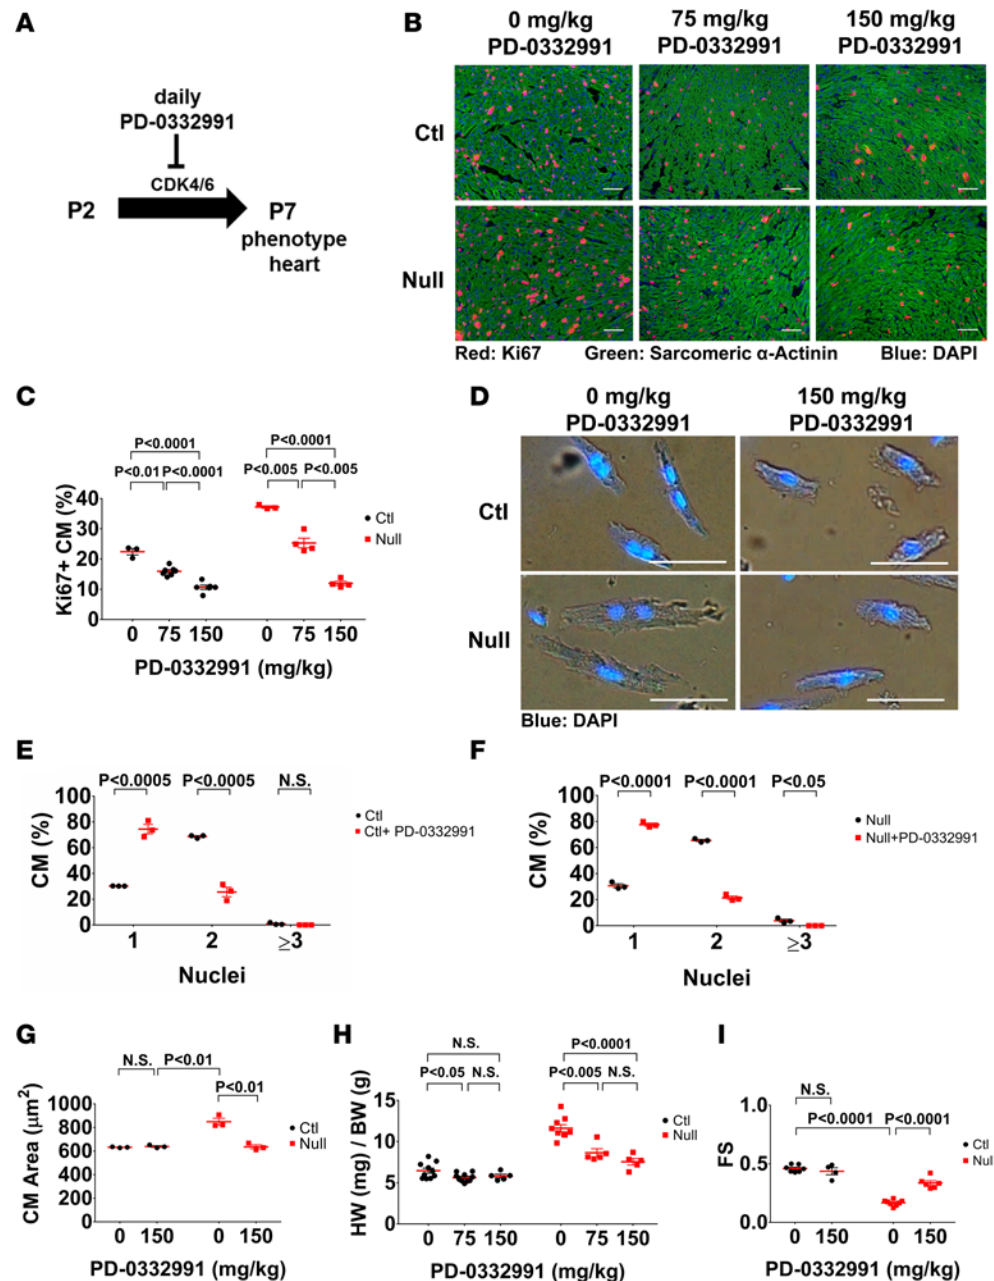 A
daily
PD-0332991
CDK4/6
P2
P7
phenotype
heart
B
0 mg/kg
PD-0332991
75 mg/kg
PD-0332991
150 mg/kg
PD-0332991
Ctl
Null
Red: Ki67 Green: Sarcomeric α-Actinin Blue: DAPI
C
P<0.0001
P<0.0001
P<0.01 P<0.0001
P<0.005 P<0.005
Ki67+ CM (%)
40
30
20
10
0
0 75 150 0 75 150
PD-0332991 (mg/kg)
Ctl
Null
D
0 mg/kg
PD-0332991
150 mg/kg
PD-0332991
Ctl
Null
Blue: DAPI
E
P<0.0005 P<0.0005 N.S.
CM (%)
100
80
60
40
20
0
1 2 ≥3
Nuclei
Ctl
Ctl+ PD-0332991
F
P<0.0001 P<0.0001 P<0.05
CM (%)
100
80
60
40
20
0
1 2 ≥3
Nuclei
Null
Null+PD-0332991
G
N.S. P<0.01
P<0.01
CM Area (μm²)
1000
800
600
400
200
0
0 150 0 150
PD-0332991 (mg/kg)
Ctl
Null
H
N.S.
P<0.0001
P<0.05 N.S.
P<0.005 N.S.
HW (mg) / BW (g)
15
10
5
0
0 75 150 0 75 150
PD-0332991 (mg/kg)
Ctl
Null
I
N.S.
P<0.0001 P<0.0001
FS
1.0
0.5
0.0
0 150 0 150
PD-0332991 (mg/kg)
Ctl
Null